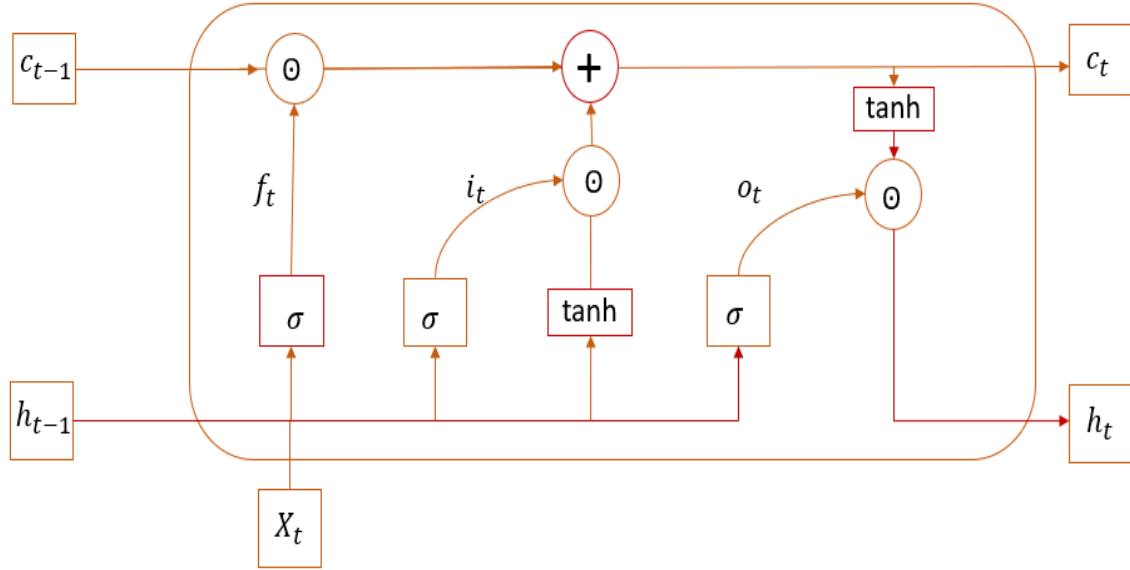 c_{t-1}
⊙
+
c_t
tanh
f_t
i_t
⊙
o_t
⊙
σ
σ
tanh
σ
h_{t-1}
h_t
X_t